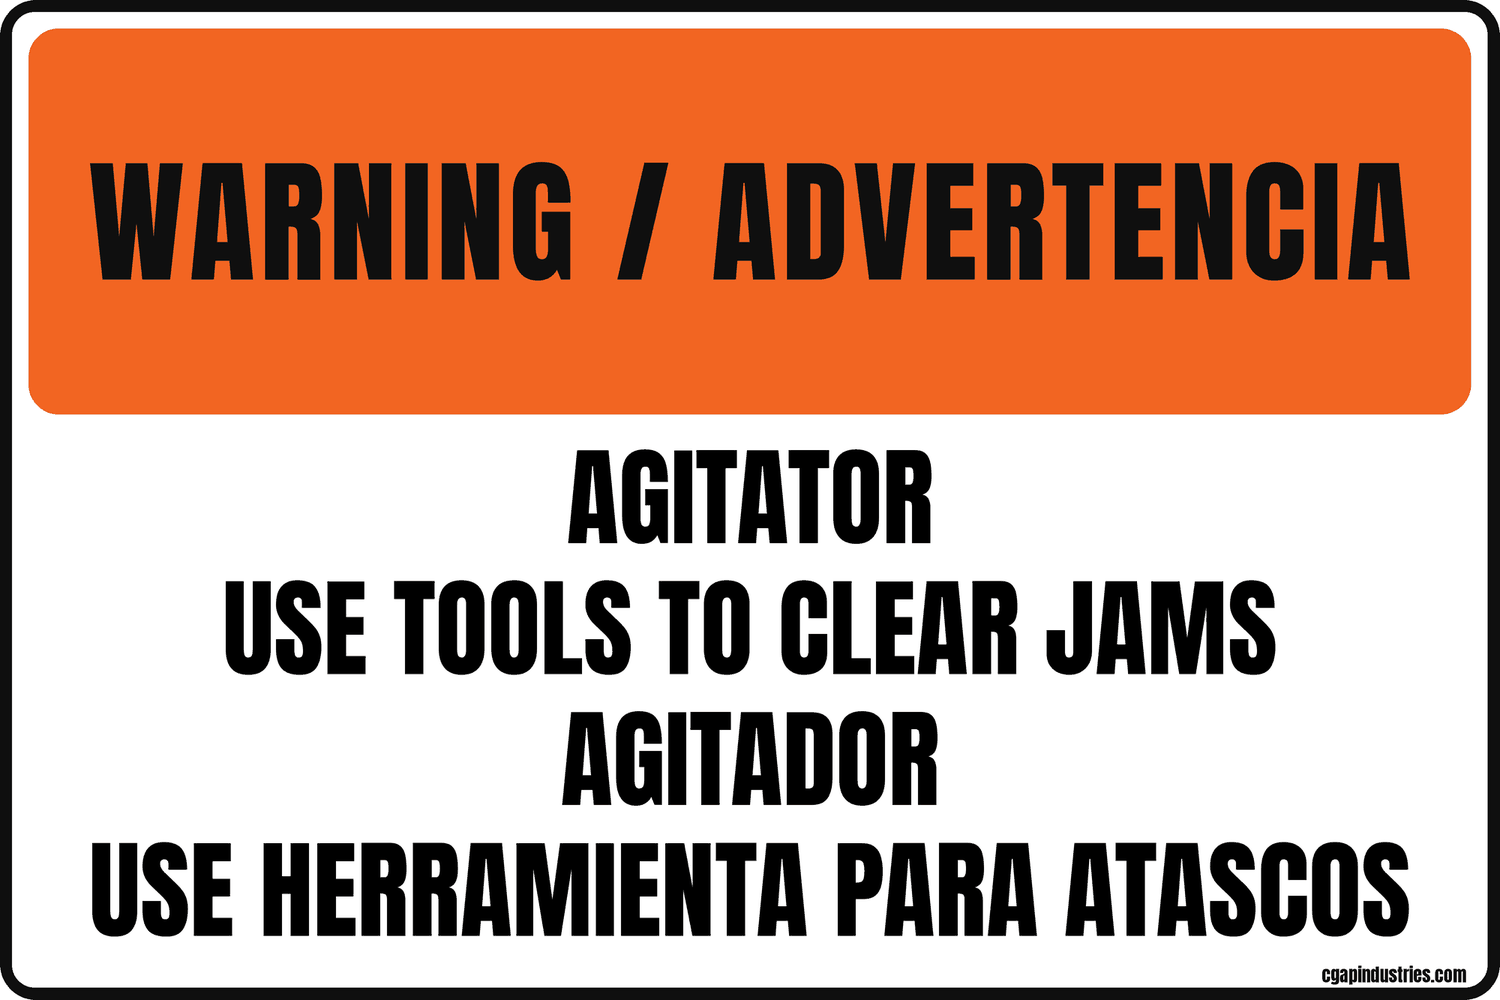 WARNING / ADVERTENCIA
AGITATOR
USE TOOLS TO CLEAR JAMS
AGITADOR
USE HERRAMIENTA PARA ATASCOS
cgapindustries.com